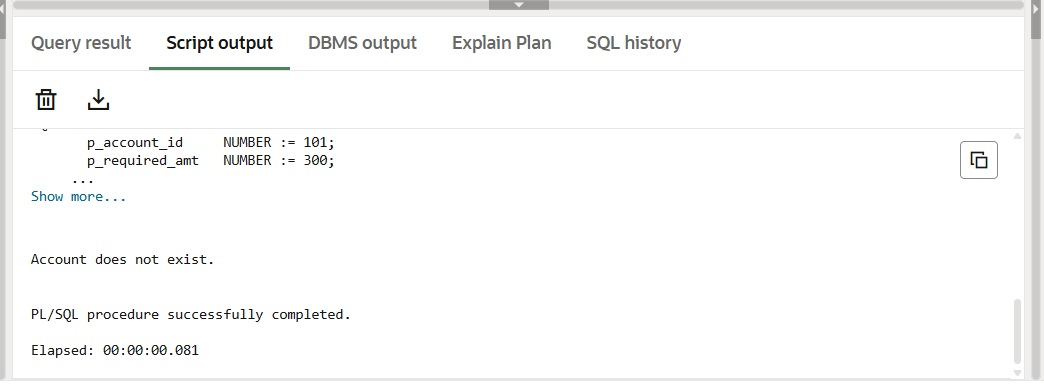 Query result Script output DBMS output Explain Plan SQL history
p_account_id NUMBER := 101;
p_required_amt NUMBER := 300;
...
Show more...
Account does not exist.
PL/SQL procedure successfully completed.
Elapsed: 00:00:00.081